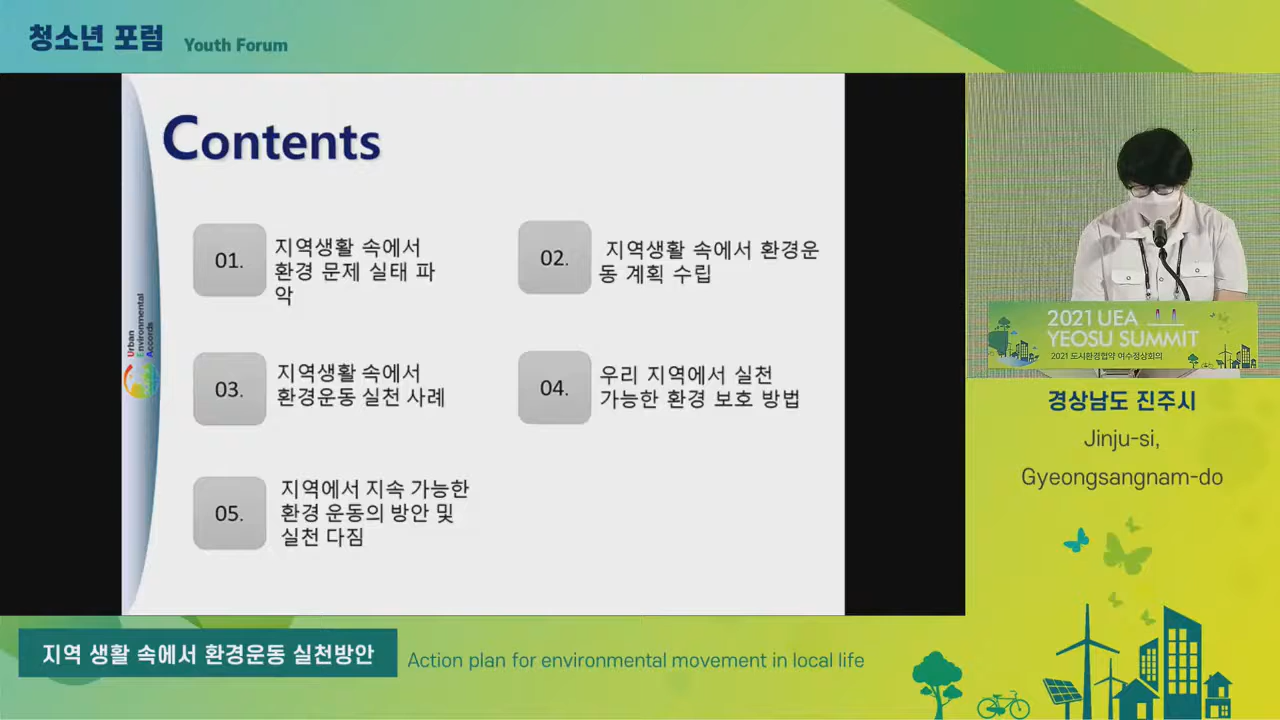 청소년 포럼 Youth Forum
Contents
01.
지역생활 속에서
환경 문제 실태 파
악
02.
지역생활 속에서 환경운
동 계획 수립
03.
지역생활 속에서
환경운동 실천 사례
04.
우리 지역에서 실천
가능한 환경 보호 방법
05.
지역에서 지속 가능한
환경 운동의 방안 및
실천 다짐
Urban
Environmental
Accords
2021 UEA
YEOSU SUMMIT
2021 도시환경협약 여수정상회의
경상남도 진주시
Jinju-si,
Gyeongsangnam-do
지역 생활 속에서 환경운동 실천방안
Action plan for environmental movement in local life